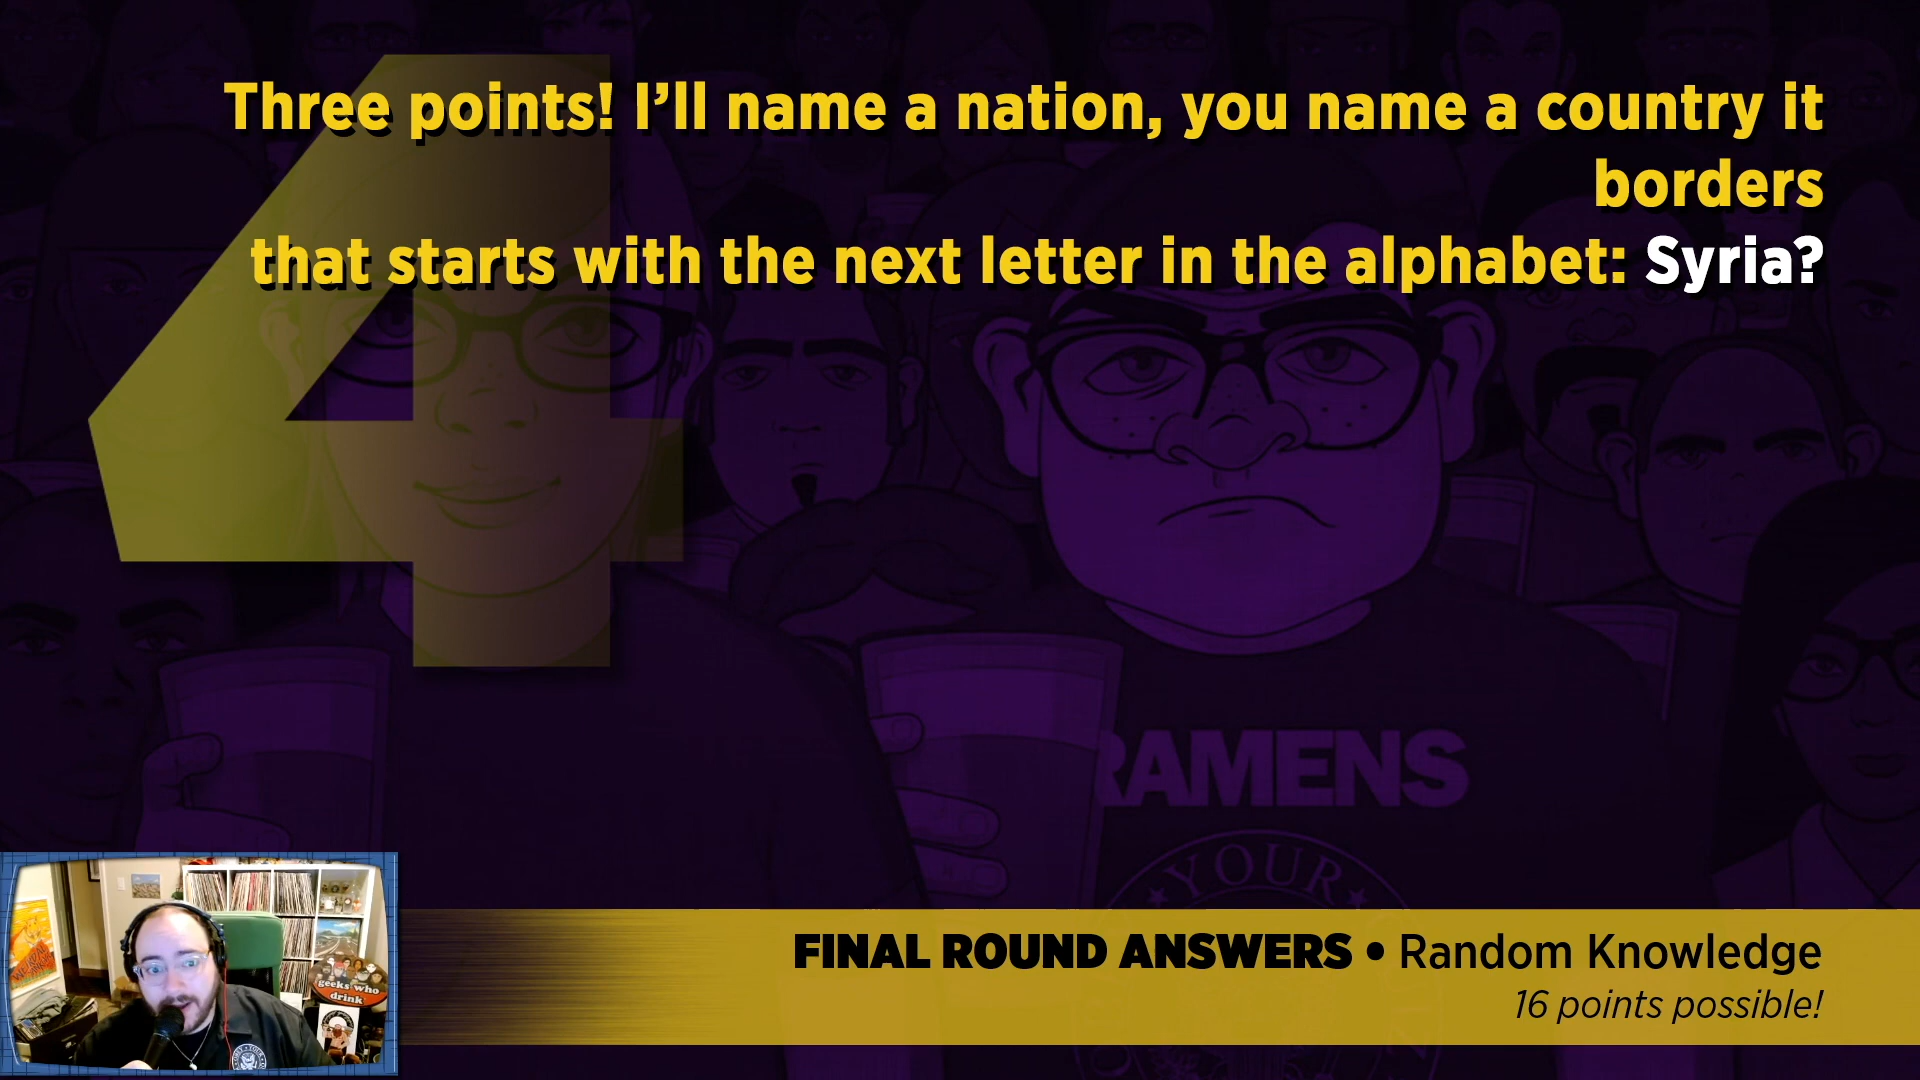 Three points! I’ll name a nation, you name a country it
borders
that starts with the next letter in the alphabet: Syria?
4
RAMENS
YOUR
FINAL ROUND ANSWERS • Random Knowledge
16 points possible!
geeks who
drink